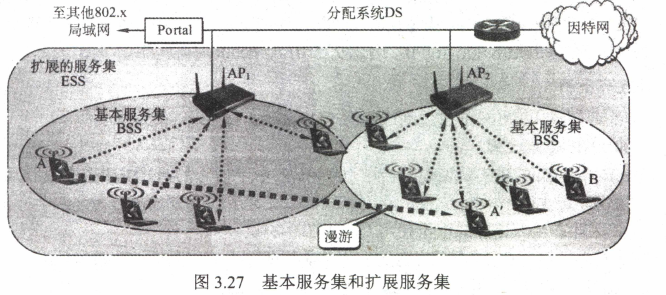 至其他802.x
局域网
Portal
分配系统DS
因特网
扩展的服务集
ESS
AP₁
AP₂
基本服务集
BSS
基本服务集
BSS
A
B
A′
漫游
图 3.27 基本服务集和扩展服务集